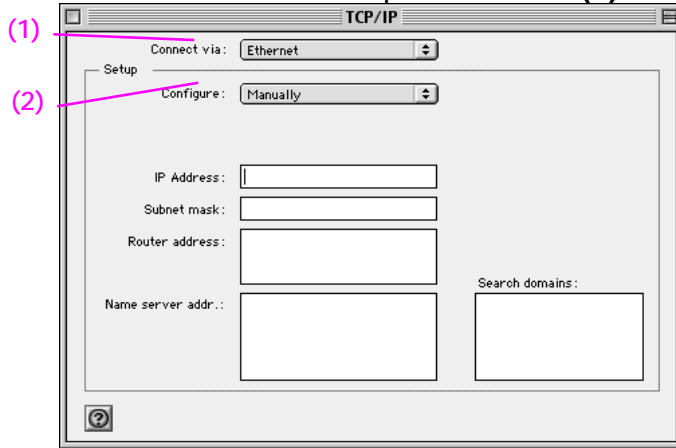 TCP/IP
(1)
Connect via: Ethernet
Setup
(2)
Configure: Manually
IP Address:
Subnet mask:
Router address:
Search domains:
Name server addr.:
?